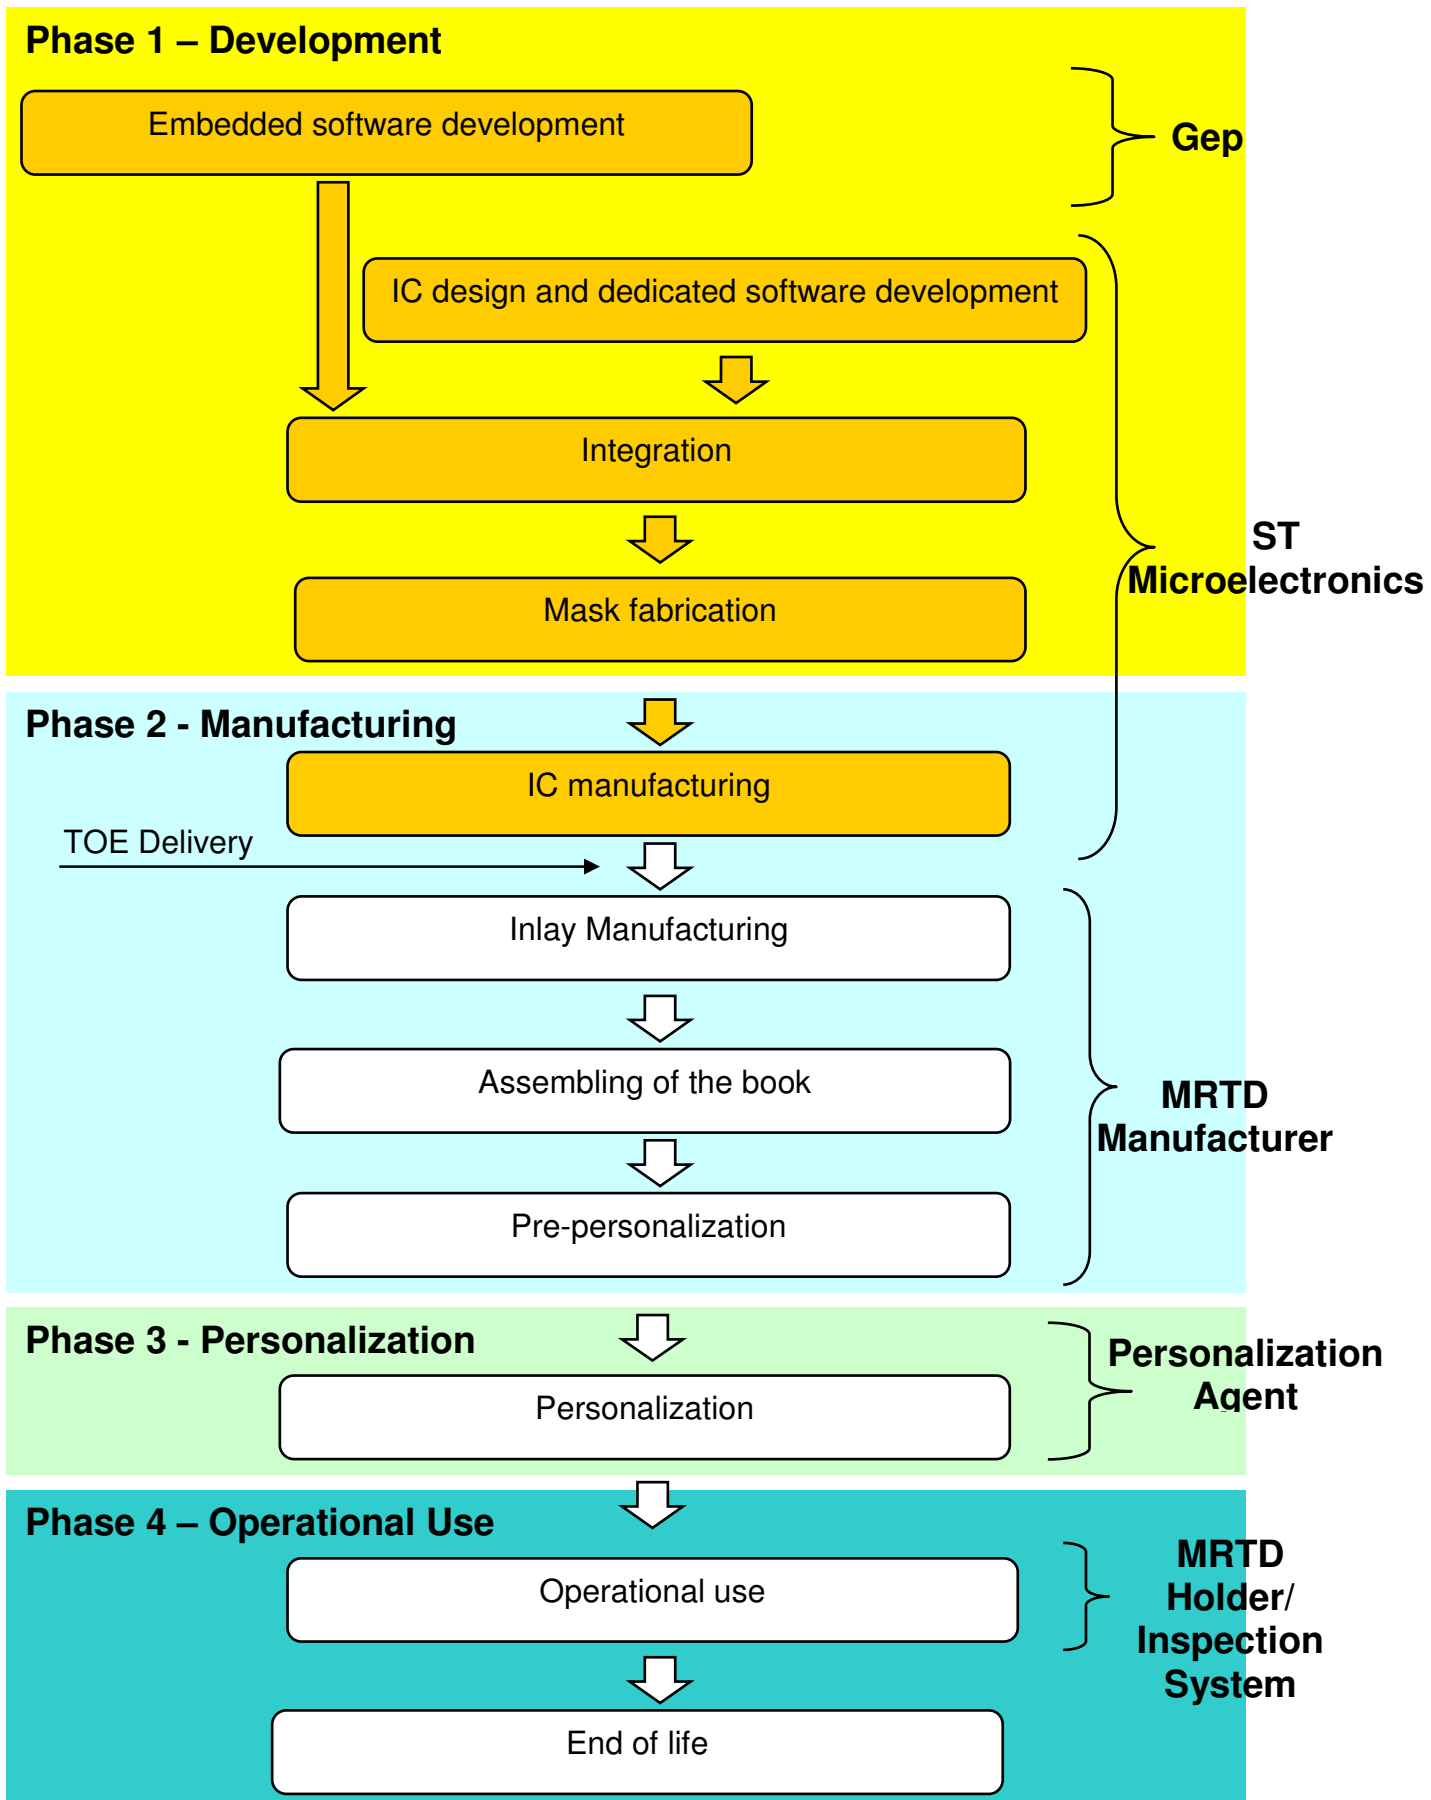 Phase 1 – Development
Embedded software development
Gep
IC design and dedicated software development
Integration
ST
Microelectronics
Mask fabrication
Phase 2 - Manufacturing
IC manufacturing
TOE Delivery
Inlay Manufacturing
Assembling of the book
MRTD
Manufacturer
Pre-personalization
Phase 3 - Personalization
Personalization
Agent
Personalization
Phase 4 – Operational Use
Operational use
MRTD
Holder/
Inspection
System
End of life